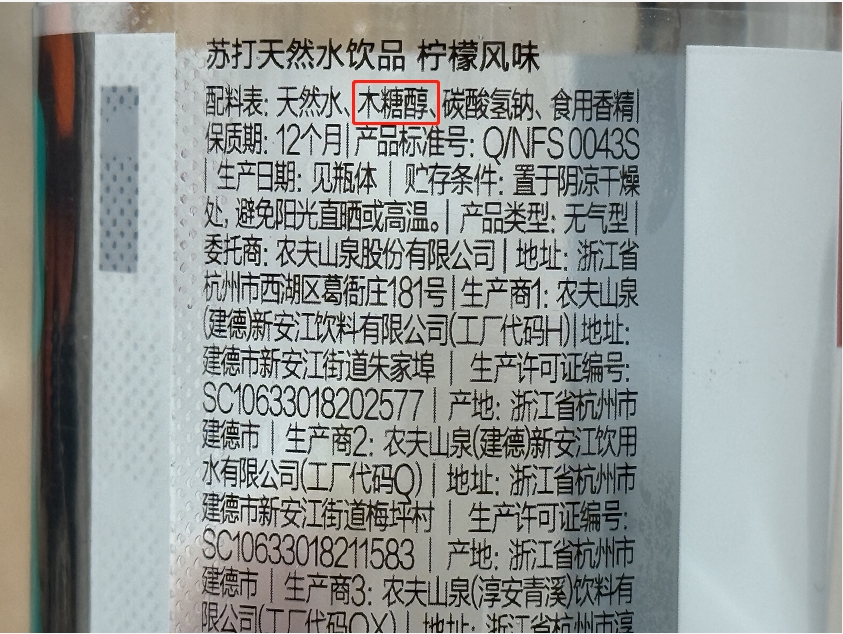 苏打天然水饮品 柠檬风味
配料表: 天然水、木糖醇、碳酸氢钠、食用香精|
保质期: 12个月| 产品标准号: Q/NFS 0043S
| 生产日期: 见瓶体 | 贮存条件: 置于阴凉干燥
处, 避免阳光直晒或高温。| 产品类型: 无气型 |
委托商: 农夫山泉股份有限公司 | 地址: 浙江省
杭州市西湖区葛衙庄181号 | 生产商1: 农夫山泉
(建德)新安江饮料有限公司(工厂代码H) | 地址:
建德市新安江街道朱家埠 | 生产许可证编号:
SC10633018202577 | 产地: 浙江省杭州市
建德市 | 生产商2: 农夫山泉(建德)新安江饮用
水有限公司(工厂代码Q) | 地址: 浙江省杭州市
建德市新安江街道梅坪村 | 生产许可证编号:
SC10633018211583 | 产地: 浙江省杭州市
建德市 | 生产商3: 农夫山泉(淳安青溪)饮料有
限公司(工厂代码QX) | 地址: 浙江省杭州市淳